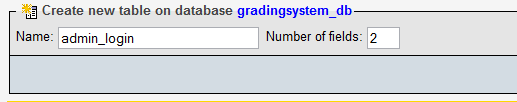 Create new table on database gradingsystem_db
Name: admin_login Number of fields: 2